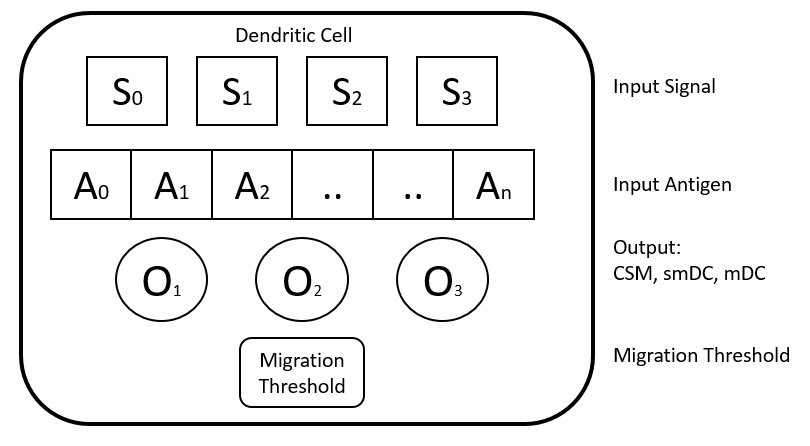 Dendritic Cell
S0 S1 S2 S3 Input Signal
A0 A1 A2 .. .. An Input Antigen
O1 O2 O3
Output:
CSM, smDC, mDC
Migration
Threshold
Migration Threshold